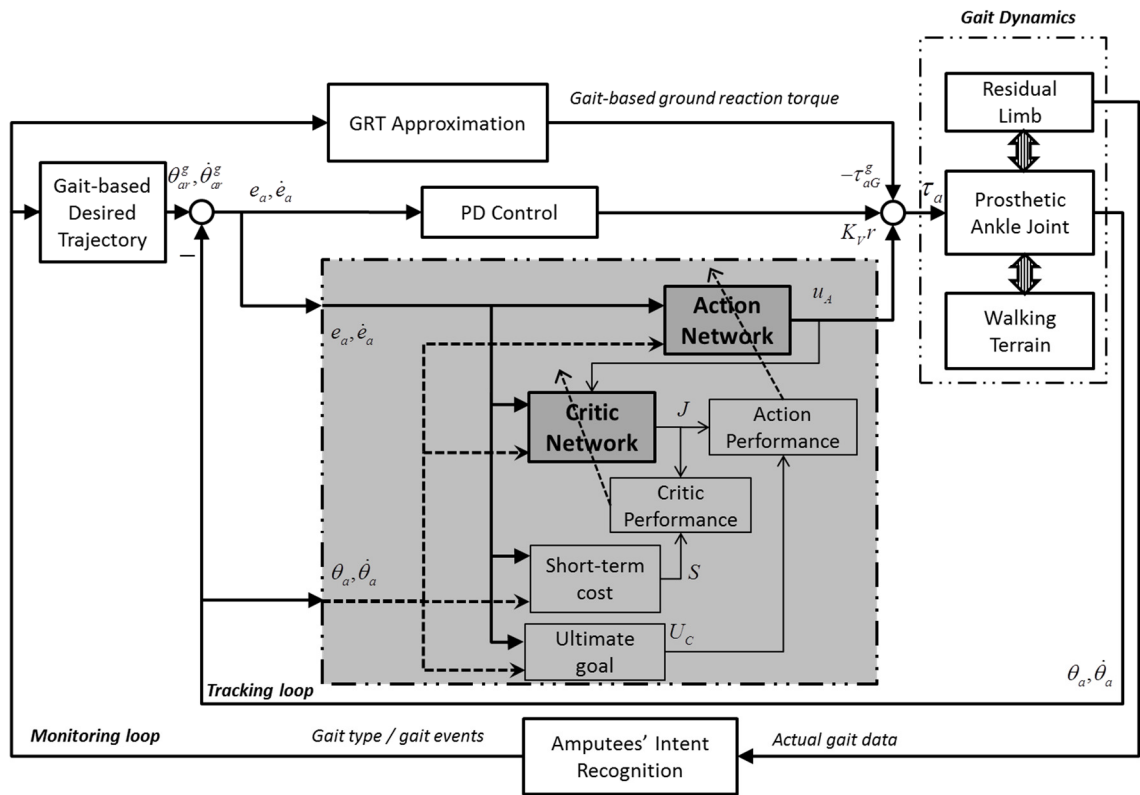 Gait Dynamics
Residual
Limb
Gait-based ground reaction torque
GRT Approximation
θ^g_ar, θ̇^g_ar
e_a, ė_a
−τ^g_aG
τ_a
Gait-based
Desired
Trajectory
PD Control
Prosthetic
Ankle Joint
−
K_V r
u_A
Action
Network
e_a, ė_a
Walking
Terrain
Critic
Network
J
Action
Performance
Critic
Performance
θ_a, θ̇_a
Short-term
cost
S
Ultimate
goal
U_C
θ_a, θ̇_a
Tracking loop
Monitoring loop
Gait type / gait events
Amputees’ Intent
Recognition
Actual gait data